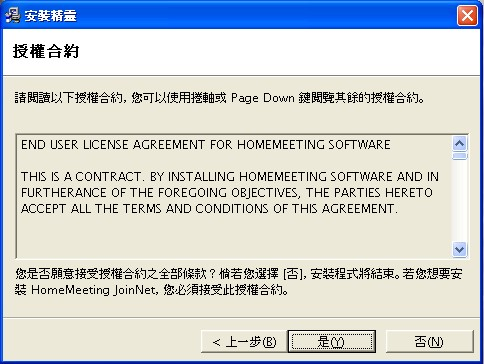 安裝精靈
授權合約
請閱讀以下授權合約, 您可以使用捲軸或 Page Down 鍵閱覽其餘的授權合約。
END USER LICENSE AGREEMENT FOR HOMEMEETING SOFTWARE
THIS IS A CONTRACT. BY INSTALLING HOMEMEETING SOFTWARE AND IN
FURTHERANCE OF THE FOREGOING OBJECTIVES, THE PARTIES HERETO
ACCEPT ALL THE TERMS AND CONDITIONS OF THIS AGREEMENT.
您是否願意接受授權合約之全部條款？倘若您選擇 [否], 安裝程式將結束。若您想要安
裝 HomeMeeting JoinNet, 您必須接受此授權合約。
< 上一步(B) 是(Y) 否(N)